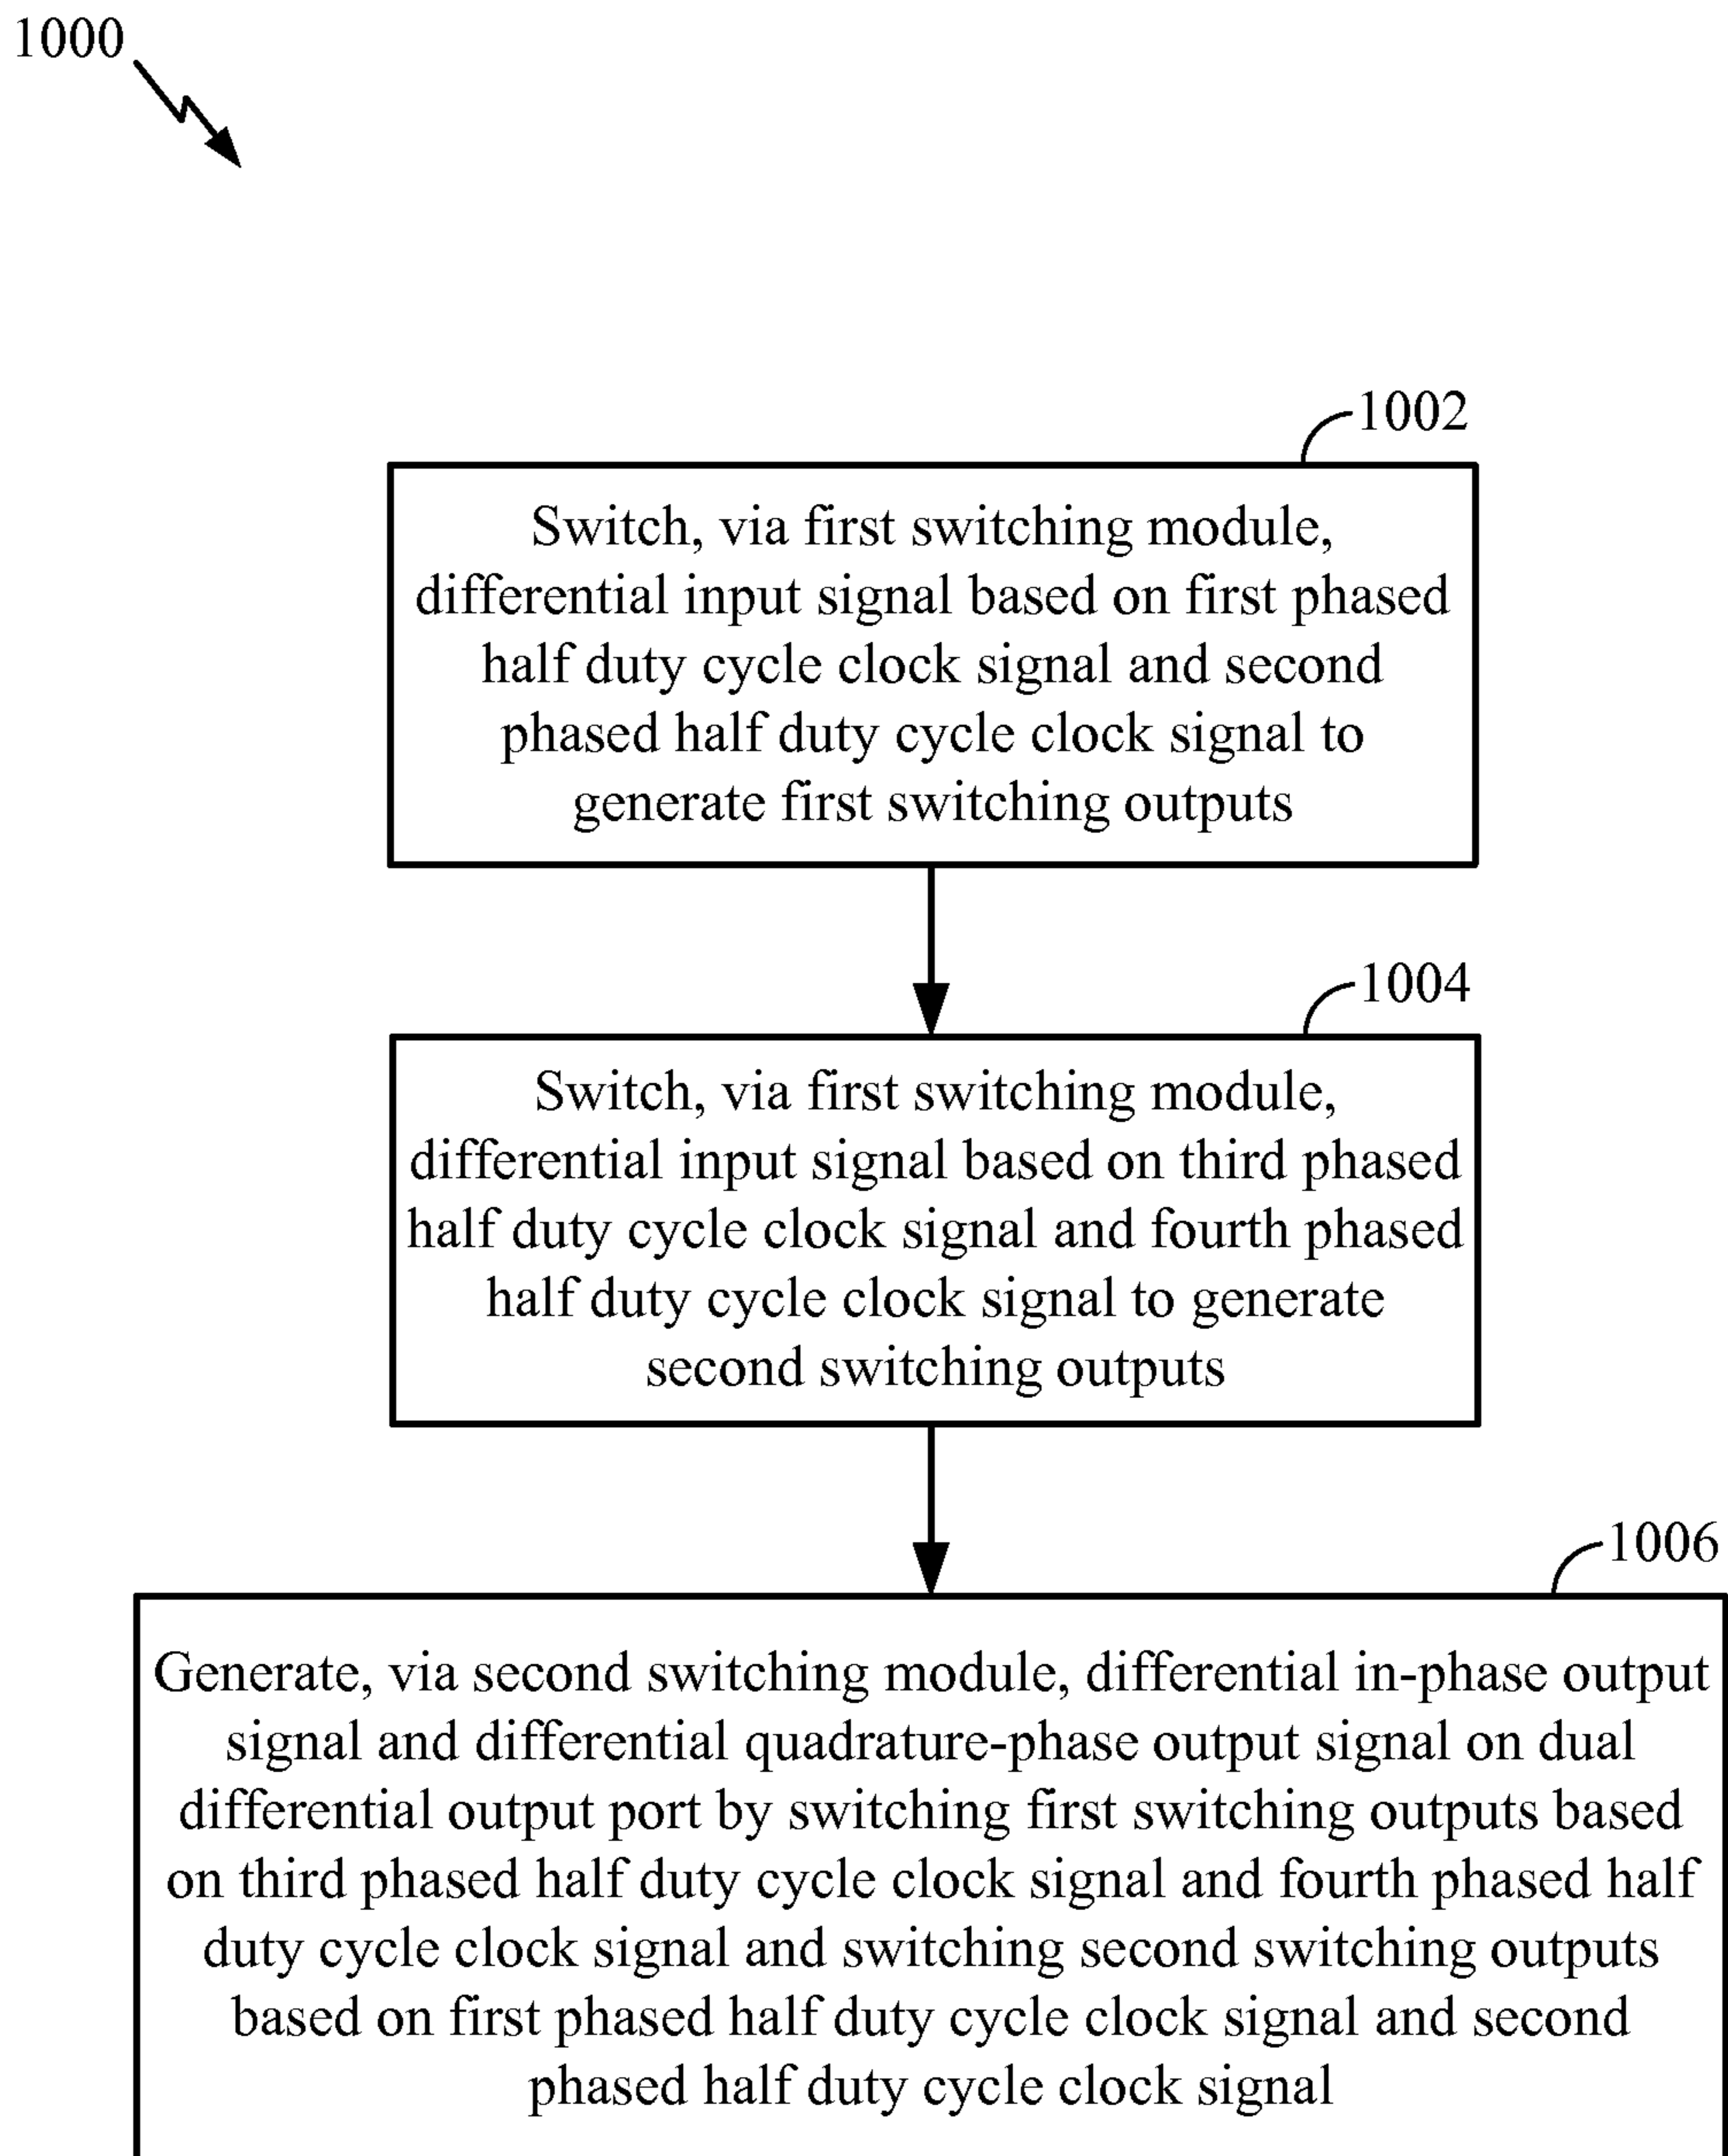 1000
1002
Switch, via first switching module,
differential input signal based on first phased
half duty cycle clock signal and second
phased half duty cycle clock signal to
generate first switching outputs
1004
Switch, via first switching module,
differential input signal based on third phased
half duty cycle clock signal and fourth phased
half duty cycle clock signal to generate
second switching outputs
1006
Generate, via second switching module, differential in-phase output
signal and differential quadrature-phase output signal on dual
differential output port by switching first switching outputs based
on third phased half duty cycle clock signal and fourth phased half
duty cycle clock signal and switching second switching outputs
based on first phased half duty cycle clock signal and second
phased half duty cycle clock signal